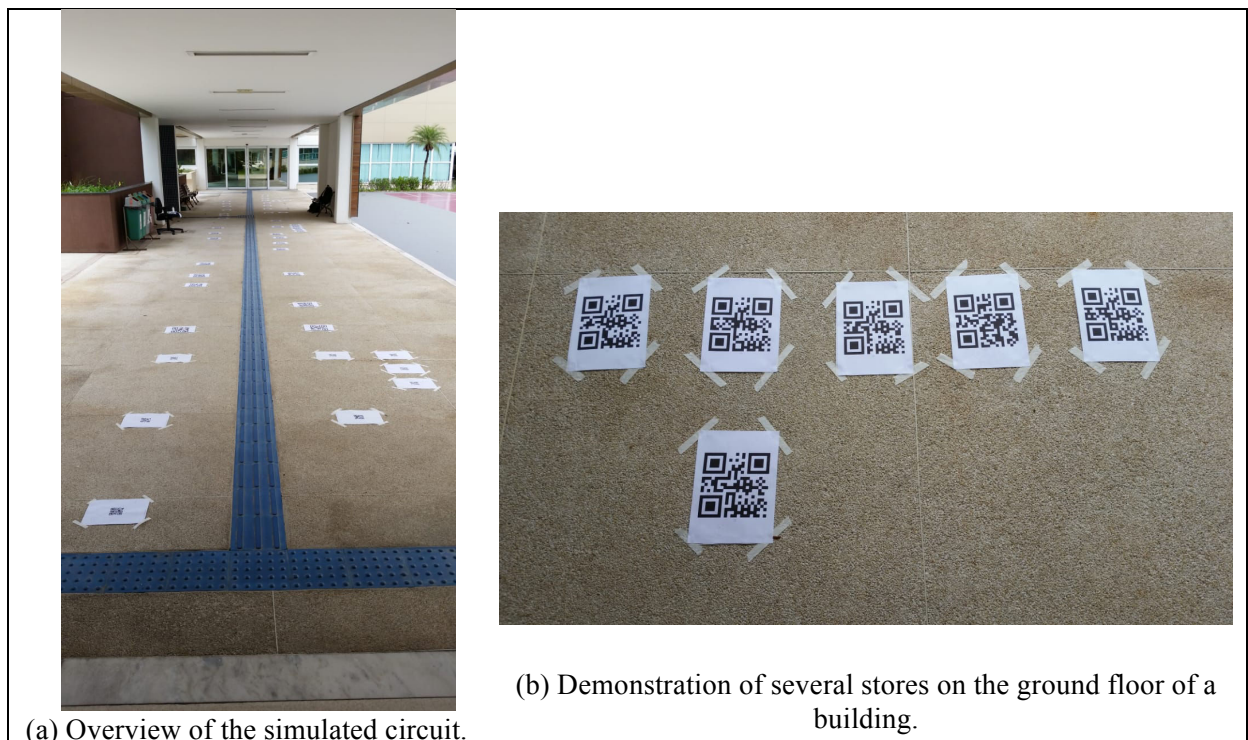 (a) Overview of the simulated circuit.
(b) Demonstration of several stores on the ground floor of a
building.